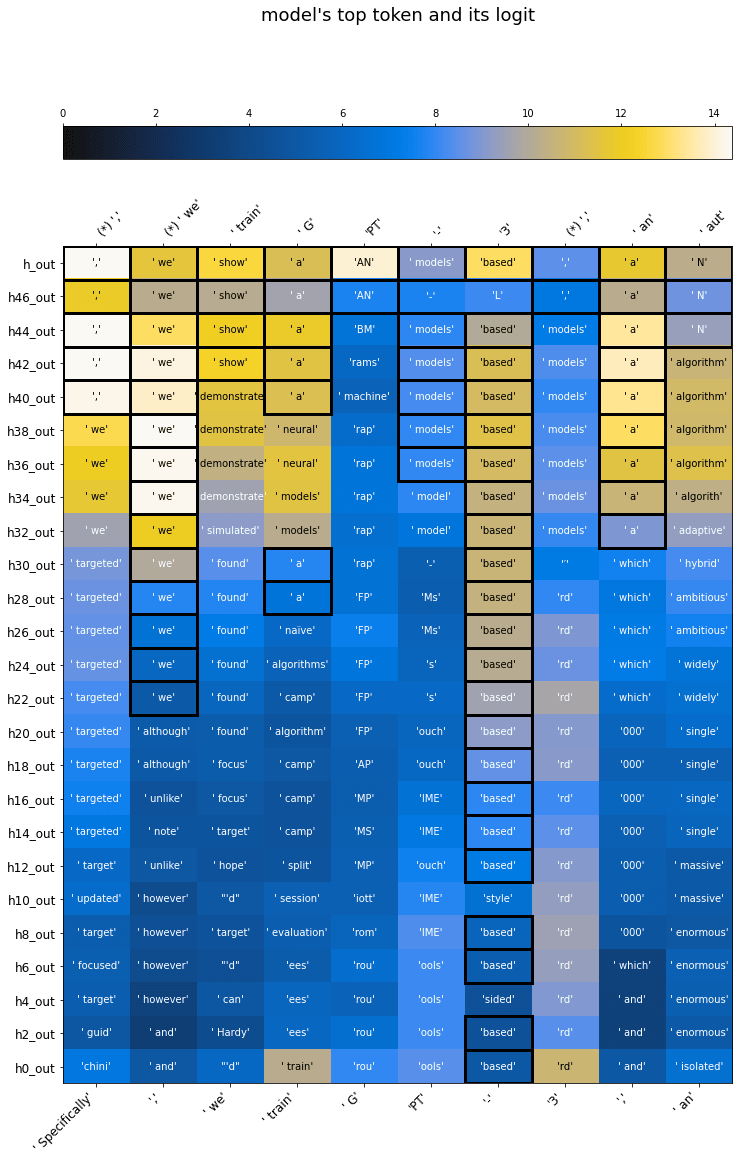 model's top token and its logit
0 2 4 6 8 10 12 14
(*) ',' (*) ' we' ' train' ' G' 'PT' '-' '3' (*) ',' ' an' ' aut'
h_out ',' ' we' ' show' ' a' 'AN' ' models' 'based' ',' ' a' ' N'
h46_out ',' ' we' ' show' ' a' 'AN' '-' 'L' ',' ' a' ' N'
h44_out ',' ' we' ' show' ' a' 'BM' ' models' 'based' ' models' ' a' ' N'
h42_out ',' ' we' ' show' ' a' 'rams' ' models' 'based' ' models' ' a' ' algorithm'
h40_out ',' ' we' ' demonstrate' ' a' ' machine' ' models' 'based' ' models' ' a' ' algorithm'
h38_out ' we' ' we' ' demonstrate' ' neural' 'rap' ' models' 'based' ' models' ' a' ' algorithm'
h36_out ' we' ' we' ' demonstrate' ' neural' 'rap' ' models' 'based' ' models' ' a' ' algorithm'
h34_out ' we' ' we' ' demonstrate' ' models' 'rap' ' model' 'based' ' models' ' a' ' algorith'
h32_out ' we' ' we' ' simulated' ' models' 'rap' ' model' 'based' ' models' ' a' ' adaptive'
h30_out ' targeted' ' we' ' found' ' a' 'rap' '-' 'based' ' which' ' hybrid'
h28_out ' targeted' ' we' ' found' ' a' 'FP' 'Ms' 'based' 'rd' ' which' ' ambitious'
h26_out ' targeted' ' we' ' found' ' naïve' 'FP' 'Ms' 'based' 'rd' ' which' ' ambitious'
h24_out ' targeted' ' we' ' found' ' algorithms' 'FP' 's' 'based' 'rd' ' which' ' widely'
h22_out ' targeted' ' we' ' found' ' camp' 'FP' 's' 'based' 'rd' ' which' ' widely'
h20_out ' targeted' ' although' ' found' ' algorithm' 'FP' 'ouch' 'based' 'rd' '000' ' single'
h18_out ' targeted' ' although' ' focus' ' camp' 'AP' 'ouch' 'based' 'rd' '000' ' single'
h16_out ' targeted' ' unlike' ' focus' ' camp' 'MP' 'IME' 'based' 'rd' '000' ' single'
h14_out ' targeted' ' note' ' target' ' camp' 'MS' 'IME' 'based' 'rd' '000' ' single'
h12_out ' target' ' unlike' ' hope' ' split' 'MP' 'ouch' 'based' 'rd' '000' ' massive'
h10_out ' updated' ' however' "'d" ' session' 'iott' 'IME' 'style' 'rd' '000' ' massive'
h8_out ' target' ' however' ' target' ' evaluation' 'rom' 'IME' 'based' 'rd' '000' ' enormous'
h6_out ' focused' ' however' "'d" 'ees' 'rou' 'ools' 'based' 'rd' ' which' ' enormous'
h4_out ' target' ' however' ' can' 'ees' 'rou' 'ools' 'sided' 'rd' ' and' ' enormous'
h2_out ' guid' ' and' ' Hardy' 'ees' 'rou' 'ools' 'based' 'rd' ' and' ' enormous'
h0_out 'chini' ' and' "'d" ' train' 'rou' 'ools' 'based' 'rd' ' and' ' isolated'
' Specifically' ',' ' we' ' train' ' G' 'PT' '-' '3' ',' ' an'